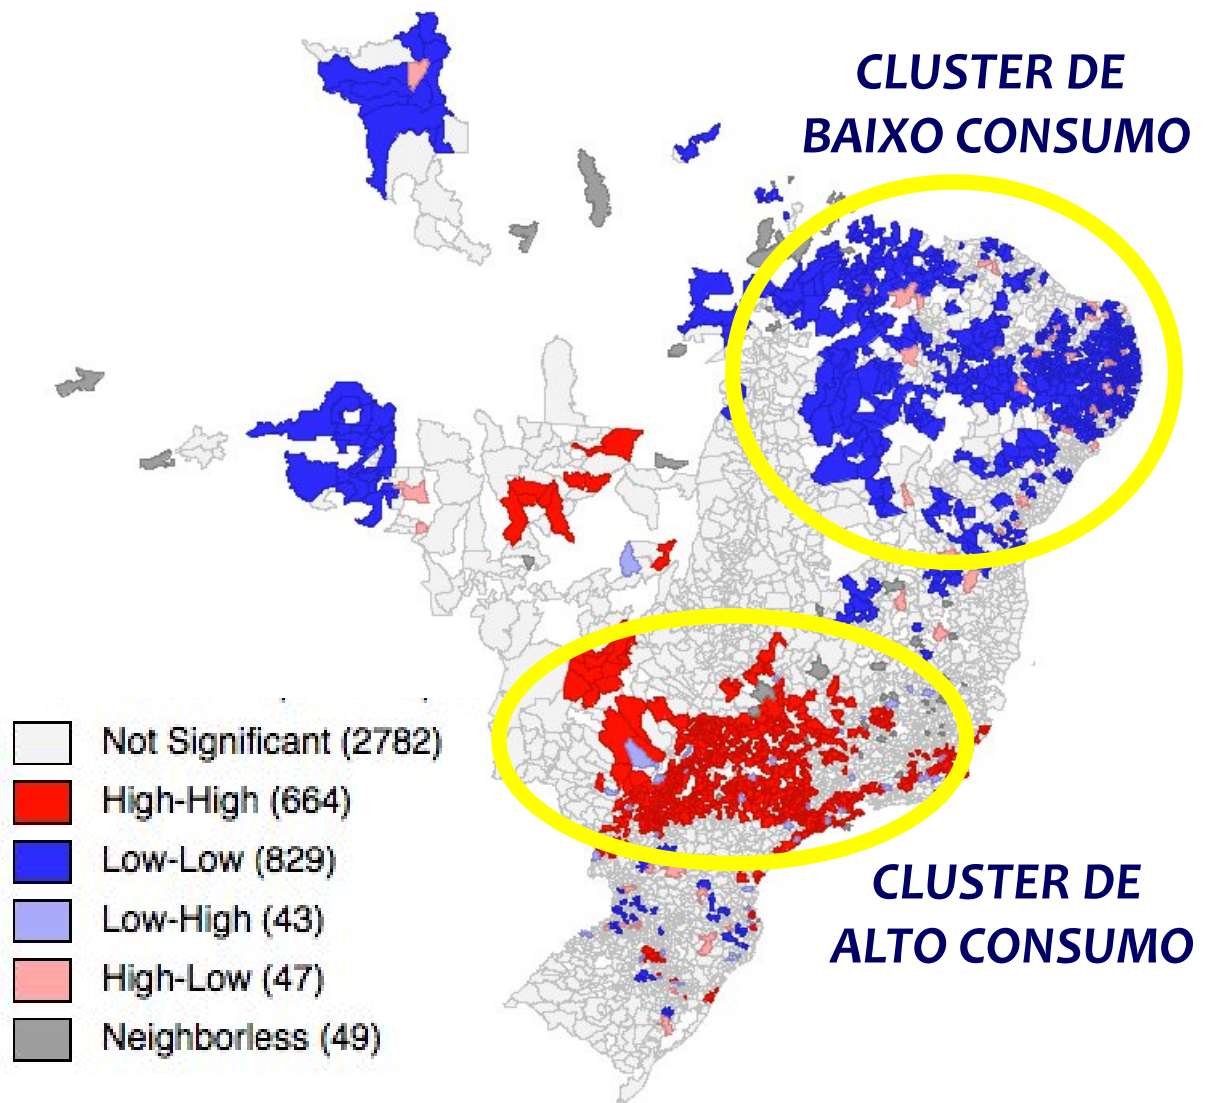 CLUSTER DE
BAIXO CONSUMO
Not Significant (2782)
High-High (664)
Low-Low (829)
Low-High (43)
High-Low (47)
Neighborless (49)
CLUSTER DE
ALTO CONSUMO